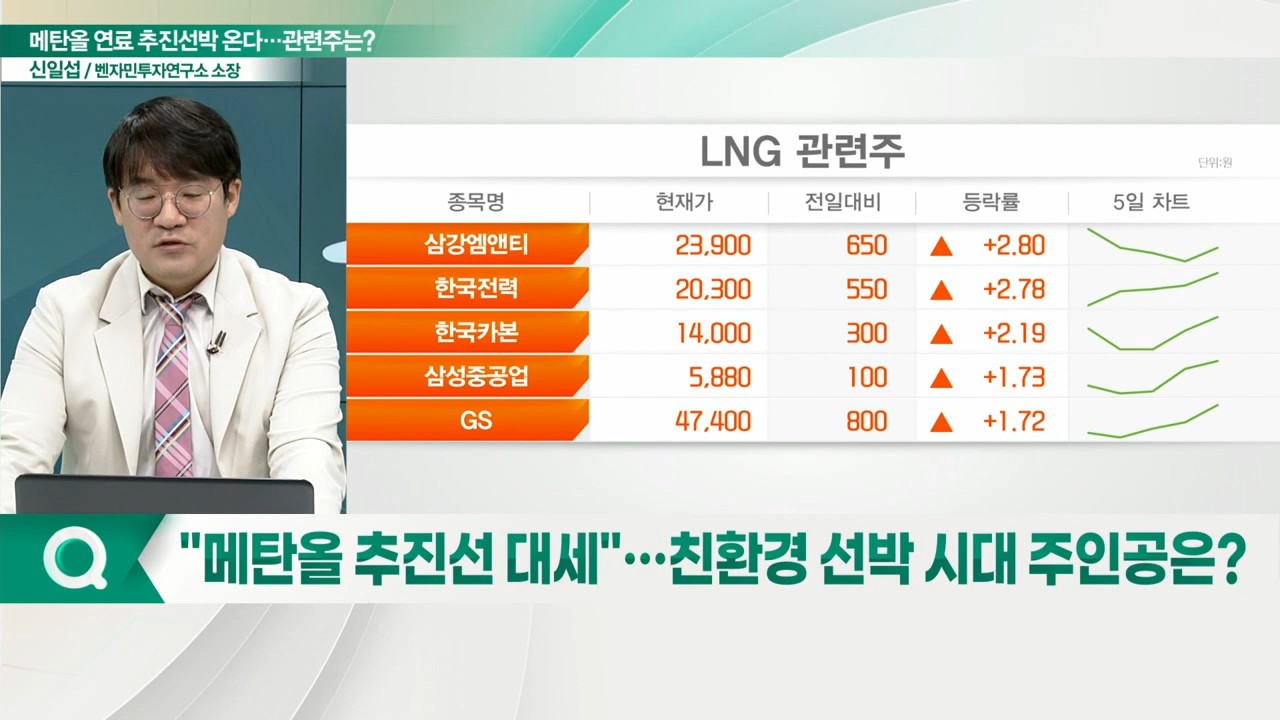 메탄올 연료 추진선박 온다…관련주는?
신일섭 / 벤자민투자연구소 소장
LNG 관련주
단위:원
종목명 현재가 전일대비 등락률 5일 차트
삼강엠앤티 23,900 650 ▲ +2.80
한국전력 20,300 550 ▲ +2.78
한국카본 14,000 300 ▲ +2.19
삼성중공업 5,880 100 ▲ +1.73
GS 47,400 800 ▲ +1.72
"메탄올 추진선 대세"…친환경 선박 시대 주인공은?